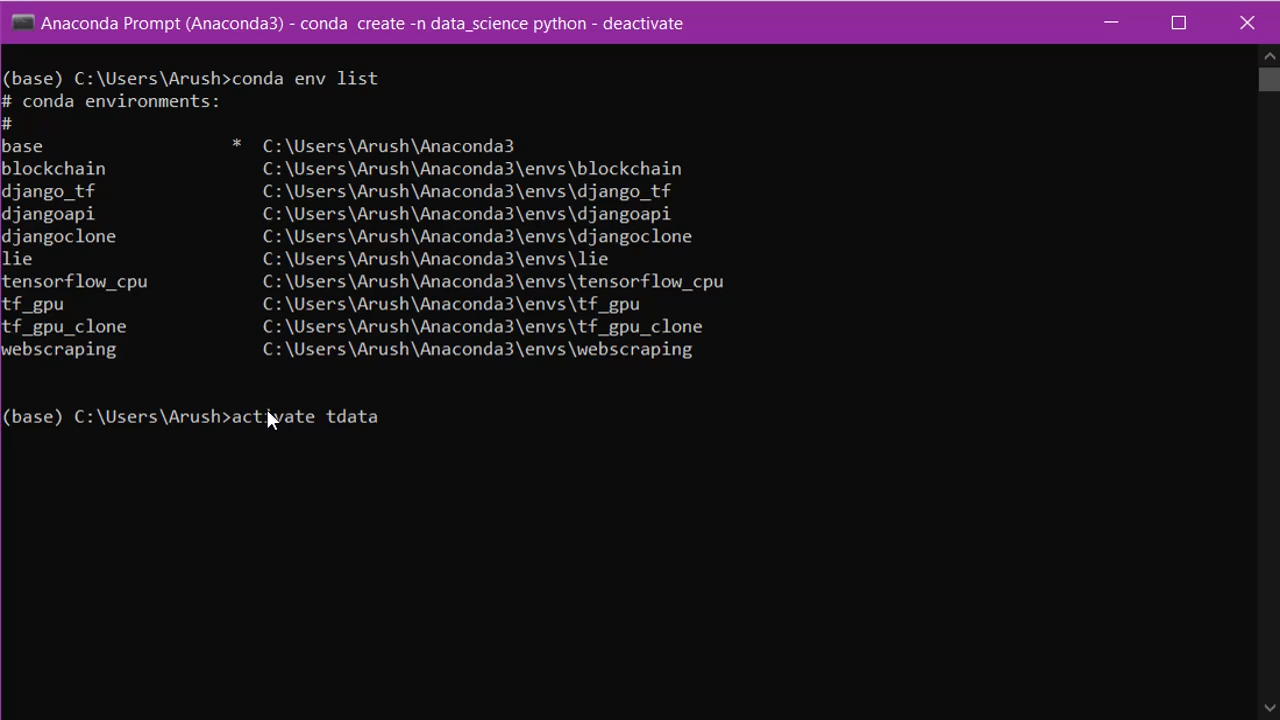 Anaconda Prompt (Anaconda3) - conda  create -n data_science python - deactivate
(base) C:\Users\Arush>conda env list
# conda environments:
#
base                  *  C:\Users\Arush\Anaconda3
blockchain               C:\Users\Arush\Anaconda3\envs\blockchain
django_tf                C:\Users\Arush\Anaconda3\envs\django_tf
djangoapi                C:\Users\Arush\Anaconda3\envs\djangoapi
djangoclone              C:\Users\Arush\Anaconda3\envs\djangoclone
lie                      C:\Users\Arush\Anaconda3\envs\lie
tensorflow_cpu           C:\Users\Arush\Anaconda3\envs\tensorflow_cpu
tf_gpu                   C:\Users\Arush\Anaconda3\envs\tf_gpu
tf_gpu_clone             C:\Users\Arush\Anaconda3\envs\tf_gpu_clone
webscraping              C:\Users\Arush\Anaconda3\envs\webscraping
(base) C:\Users\Arush>activate tdata